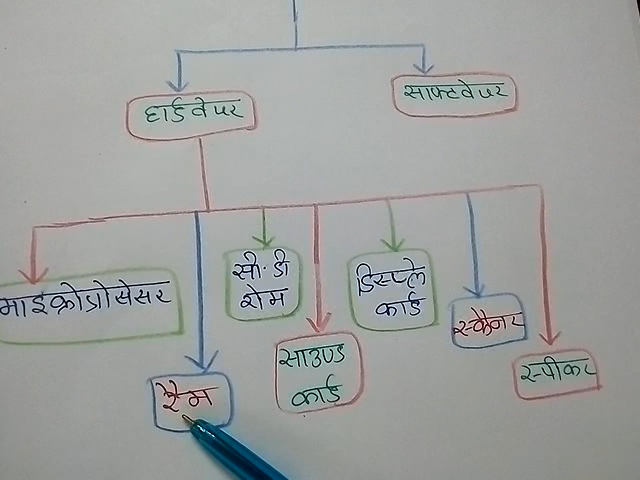 हार्डवेयर
साफ्टवेयर
माइक्रोप्रोसेसर
सी.डी
रोम
डिस्प्ले
कार्ड
स्कैनर
साउण्ड
कार्ड
स्पीकर
रैम